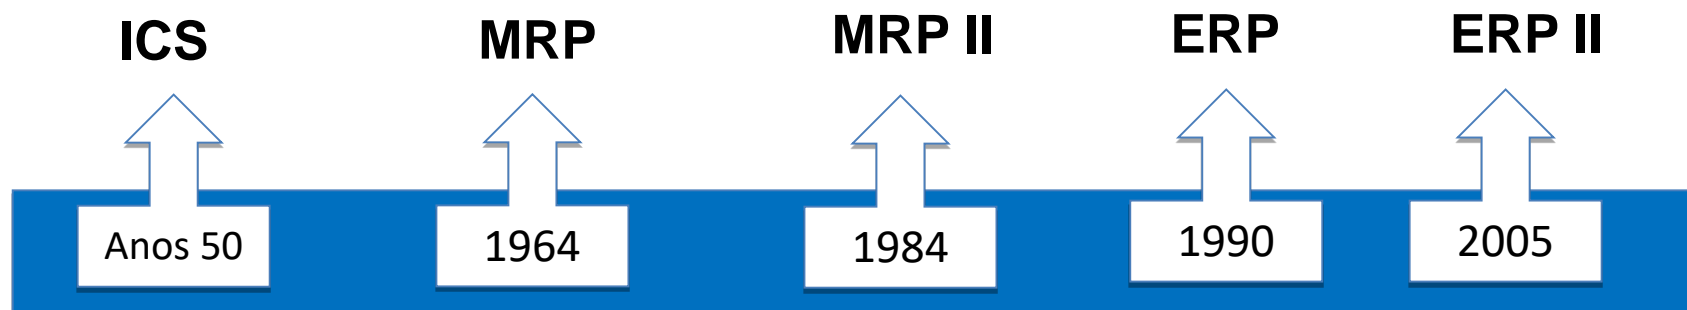 ICS MRP MRP II ERP ERP II
Anos 50 1964 1984 1990 2005